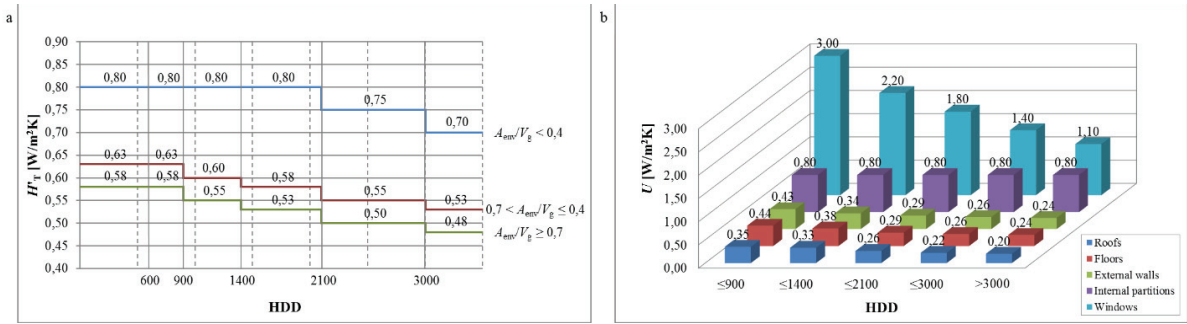 a
0,90
0,85
0,80
0,75
0,70
0,65
0,60
0,55
0,50
0,45
0,40
H'T [W/m²K]
0,80 0,80 0,80 0,80
0,75
0,70
Aenv/Vg < 0,4
0,63 0,63
0,60
0,58
0,55
0,53
0,7 < Aenv/Vg ≤ 0,4
0,58 0,58
0,55
0,53
0,50
0,48
Aenv/Vg ≥ 0,7
600 900 1400 2100 3000
HDD
b
3,00
2,50
2,00
1,50
1,00
0,50
0,00
U [W/m²K]
3,00 2,20 1,80 1,40 1,10
0,80 0,80 0,80 0,80 0,80
0,43 0,34 0,29 0,26 0,24
0,44 0,38 0,29 0,26 0,24
0,35 0,33 0,26 0,22 0,20
≤900 ≤1400 ≤2100 ≤3000 >3000
HDD
Roofs
Floors
External walls
Internal partitions
Windows